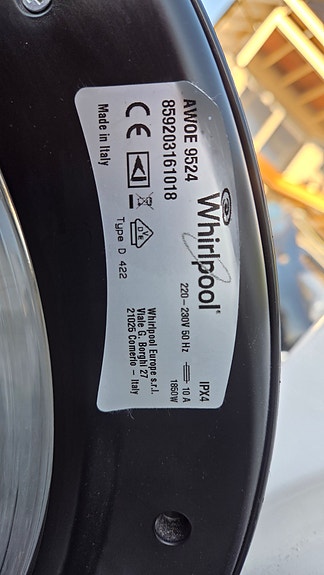 Whirlpool
AWOE 9524
859203161018
220 – 230V 50 Hz
10 A
IPX4
1850W
CE
VDE
Type D 422
Whirlpool Europe s.r.l.
Viale G. Borghi 27
21025 Comerio – Italy
Made in Italy